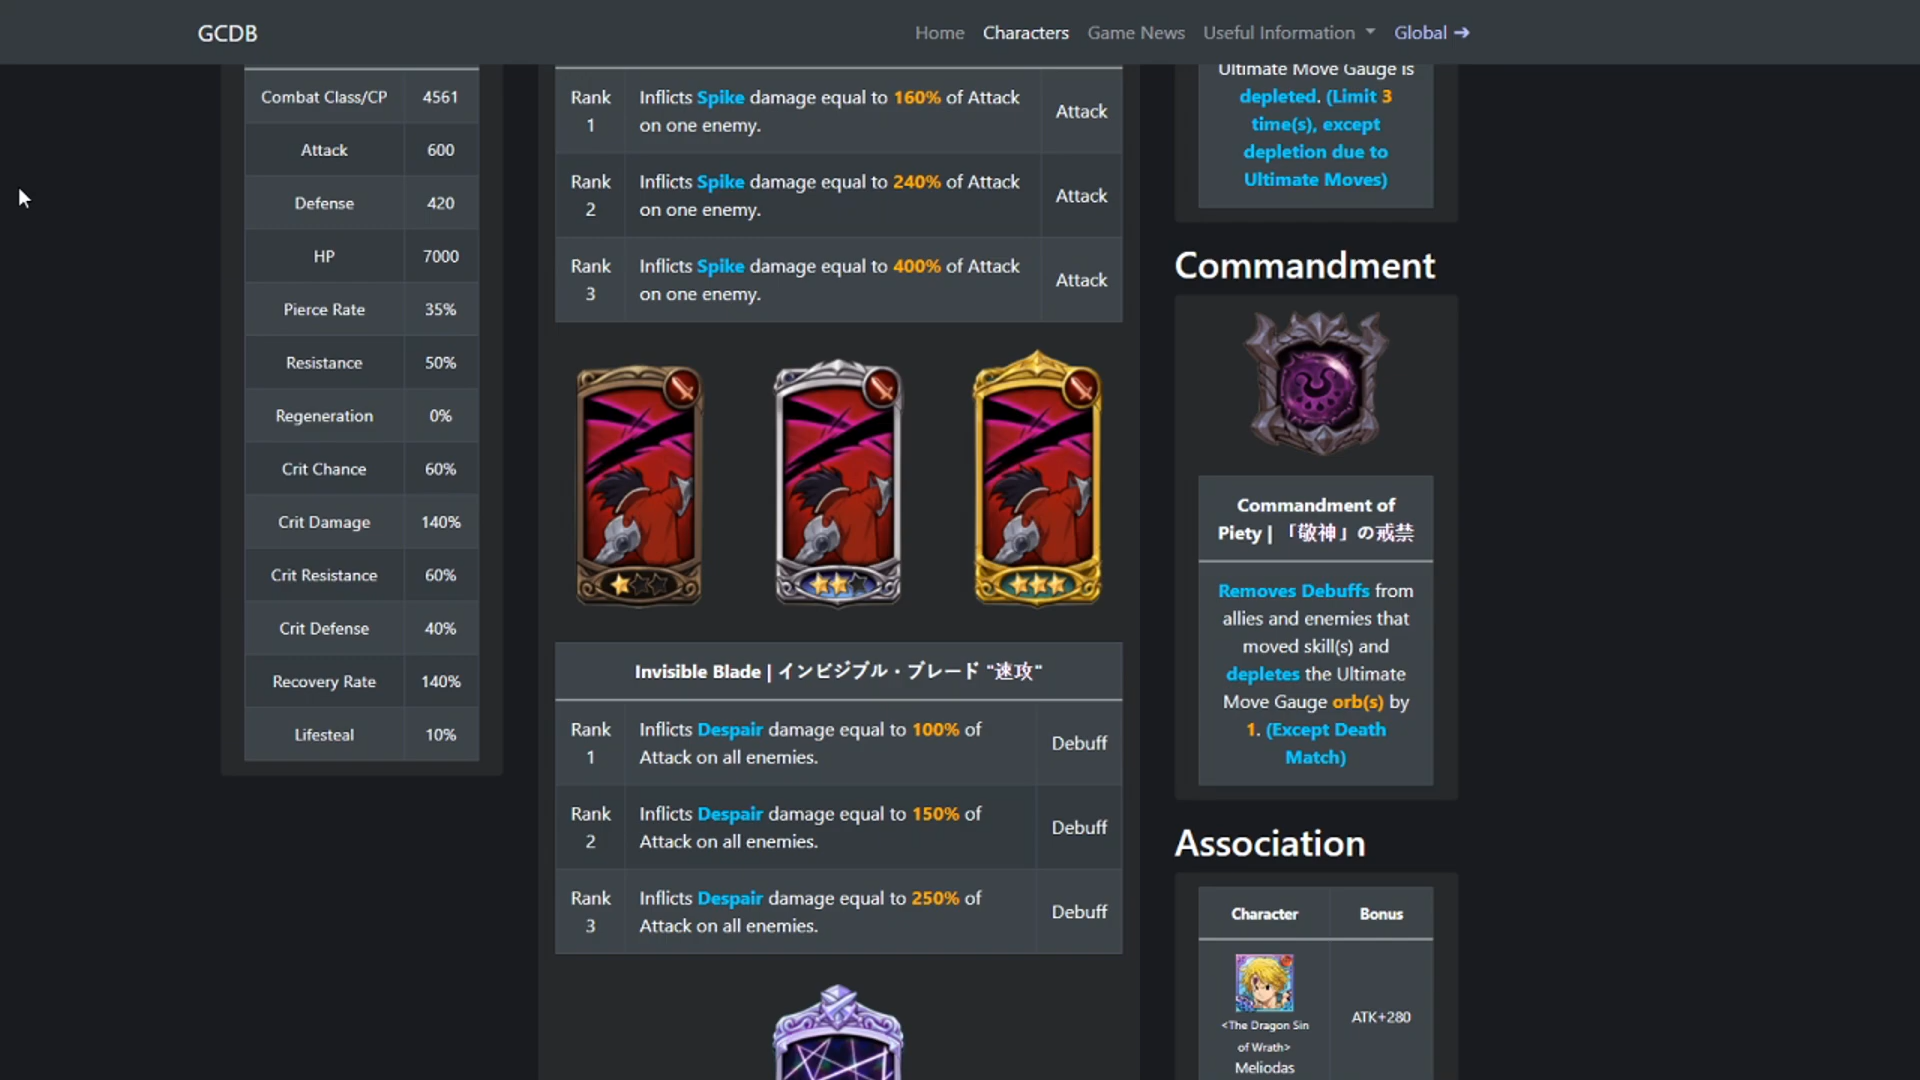 GCDB
Home
Characters
Game News
Useful Information
Global
Combat Class/CP 4561
Attack 600
Defense 420
HP 7000
Pierce Rate 35%
Resistance 50%
Regeneration 0%
Crit Chance 60%
Crit Damage 140%
Crit Resistance 60%
Crit Defense 40%
Recovery Rate 140%
Lifesteal 10%
Rank
1
Inflicts Spike damage equal to 160% of Attack
on one enemy.
Attack
Rank
2
Inflicts Spike damage equal to 240% of Attack
on one enemy.
Attack
Rank
3
Inflicts Spike damage equal to 400% of Attack
on one enemy.
Attack
Invisible Blade | インビジブル・ブレード "速攻"
Rank
1
Inflicts Despair damage equal to 100% of
Attack on all enemies.
Debuff
Rank
2
Inflicts Despair damage equal to 150% of
Attack on all enemies.
Debuff
Rank
3
Inflicts Despair damage equal to 250% of
Attack on all enemies.
Debuff
Ultimate Move Gauge is
depleted. (Limit 3
time(s), except
depletion due to
Ultimate Moves)
Commandment
Commandment of
Piety | 「敬神」の戒禁
Removes Debuffs from
allies and enemies that
moved skill(s) and
depletes the Ultimate
Move Gauge orb(s) by
1. (Except Death
Match)
Association
Character Bonus
<The Dragon Sin
of Wrath>
Meliodas
ATK+280